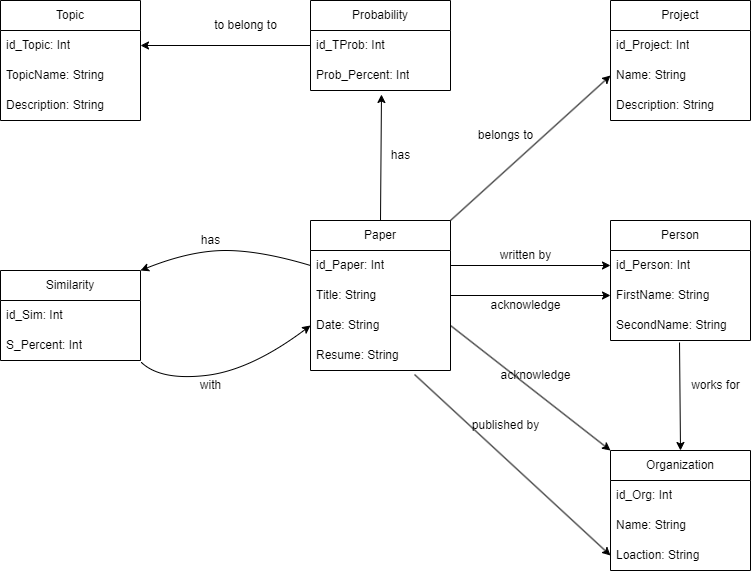 Topic
id_Topic: Int
TopicName: String
Description: String
to belong to
Probability
id_TProb: Int
Prob_Percent: Int
Project
id_Project: Int
Name: String
Description: String
has
belongs to
has
Similarity
id_Sim: Int
S_Percent: Int
with
Paper
id_Paper: Int
Title: String
Date: String
Resume: String
written by
acknowledge
acknowledge
published by
Person
id_Person: Int
FirstName: String
SecondName: String
works for
Organization
id_Org: Int
Name: String
Loaction: String